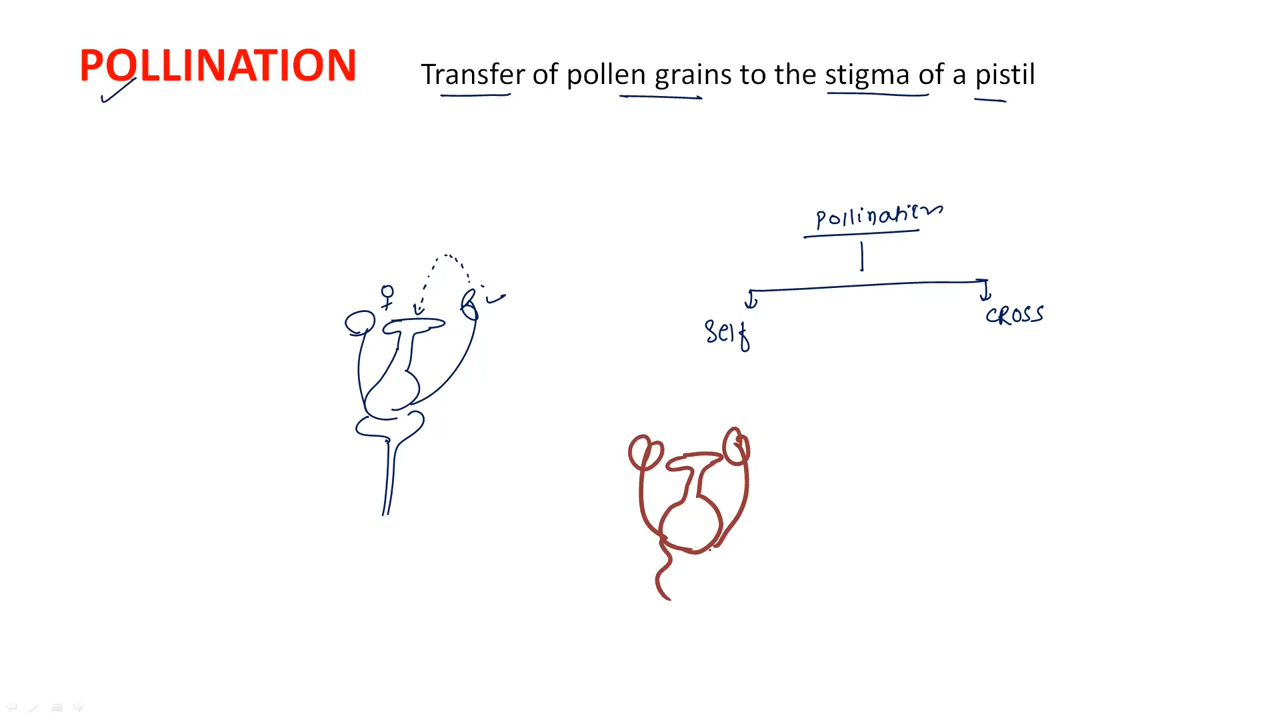 POLLINATION
Transfer of pollen grains to the stigma of a pistil
Pollination
Self
CROSS